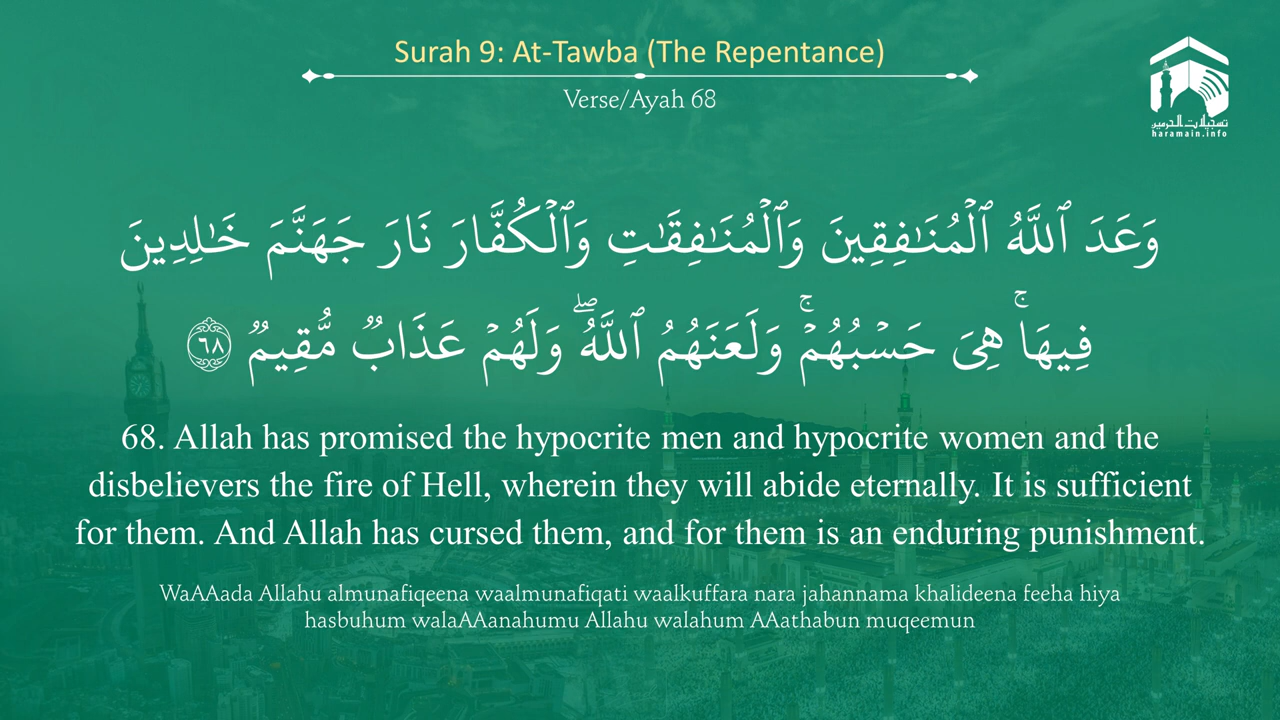 Surah 9: At-Tawba (The Repentance)
Verse/Ayah 68
تسجيلات الحرمين
haramain.info
وَعَدَ ٱللَّهُ ٱلْمُنَـٰفِقِينَ وَٱلْمُنَـٰفِقَـٰتِ وَٱلْكُفَّارَ نَارَ جَهَنَّمَ خَـٰلِدِينَ
فِيهَا ۚ هِىَ حَسْبُهُمْ ۚ وَلَعَنَهُمُ ٱللَّهُ ۖ وَلَهُمْ عَذَابٌ مُّقِيمٌ ٦٨
68. Allah has promised the hypocrite men and hypocrite women and the
disbelievers the fire of Hell, wherein they will abide eternally. It is sufficient
for them. And Allah has cursed them, and for them is an enduring punishment.
WaAAada Allahu almunafiqeena waalmunafiqati waalkuffara nara jahannama khalideena feeha hiya
hasbuhum walaAAanahumu Allahu walahum AAathabun muqeemun